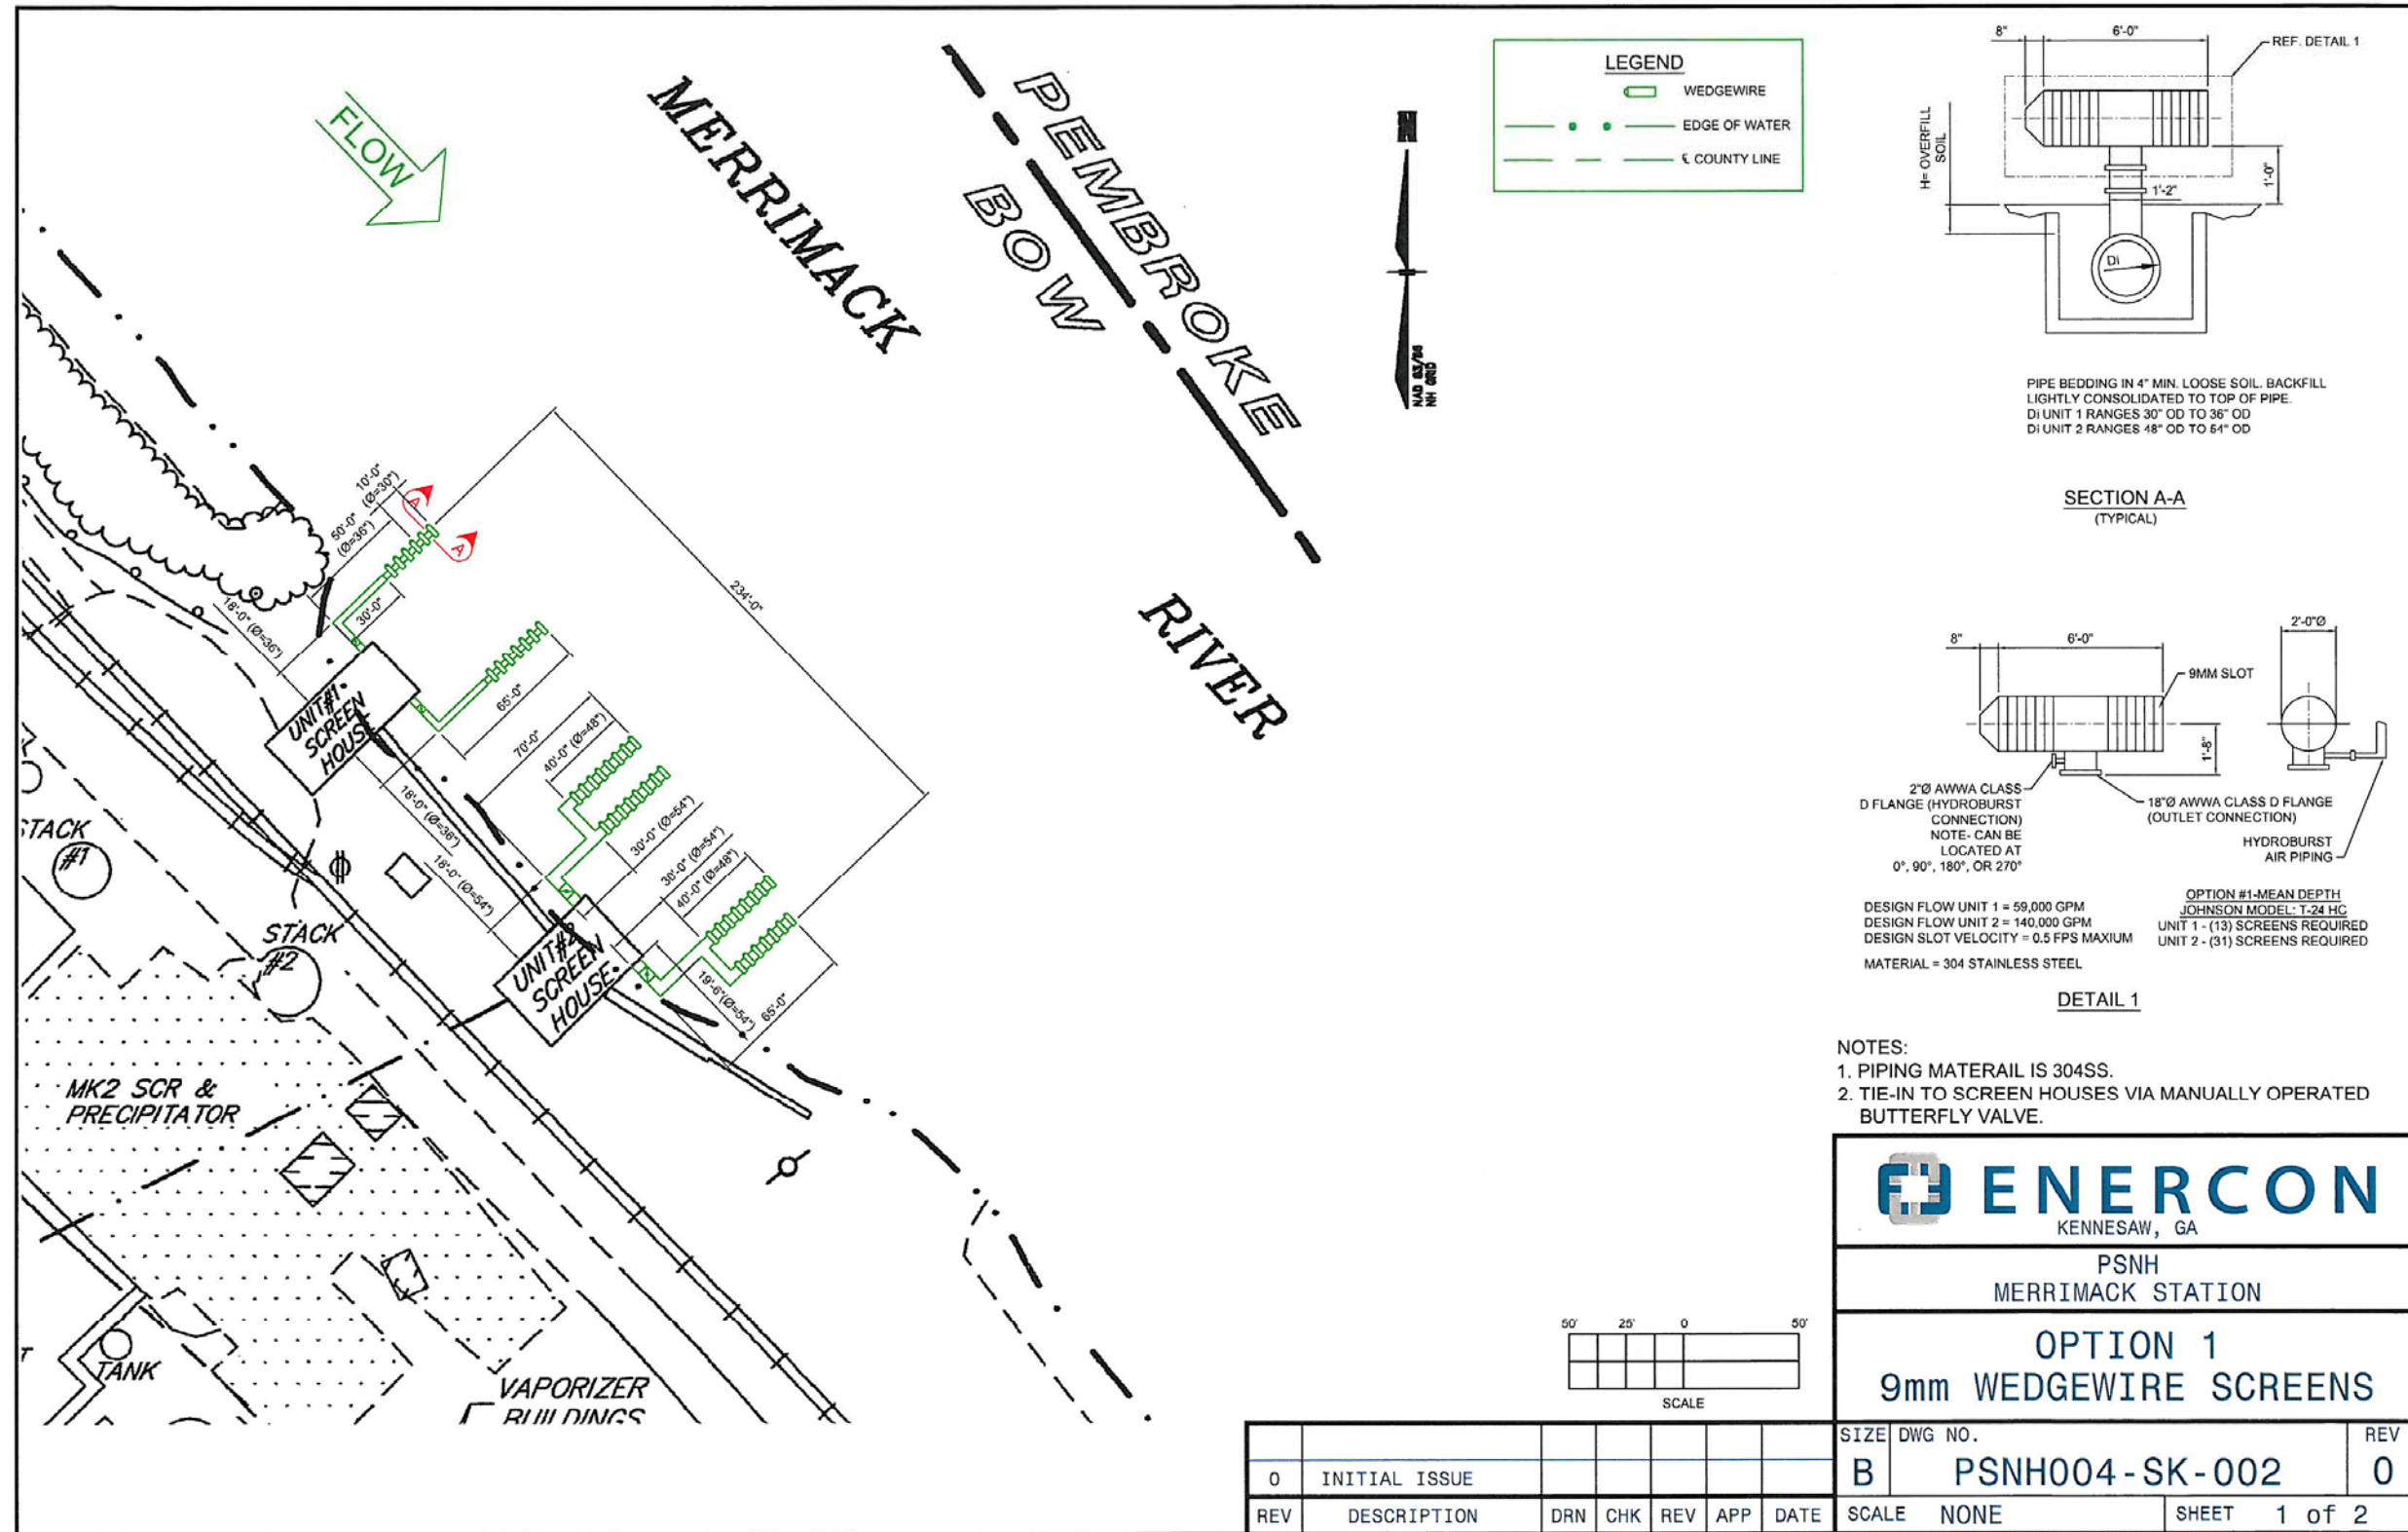 FLOW
MERRIMACK
RIVER
PEMBROKE
BOW
N
NAD 83/86
NH GRID
LEGEND
WEDGEWIRE
EDGE OF WATER
℄ COUNTY LINE
8"
6'-0"
REF. DETAIL 1
H= OVERFILL
SOIL
1'-2"
1'-0"
Di
PIPE BEDDING IN 4" MIN. LOOSE SOIL. BACKFILL
LIGHTLY CONSOLIDATED TO TOP OF PIPE.
Di UNIT 1 RANGES 30" OD TO 36" OD
Di UNIT 2 RANGES 48" OD TO 54" OD
SECTION A-A
(TYPICAL)
10'-0"
(Ø=30")
A
A
50'-0"
(Ø=36")
30'-0"
18'-0" (Ø=36")
234'-0"
65'-0"
70'-0"
40'-0" (Ø=48")
18'-0"
(Ø=36")
18'-0" (Ø=54")
30'-0" (Ø=54")
30'-0" (Ø=54")
40'-0" (Ø=48")
19'-6" (Ø=54")
65'-0"
UNIT#1
SCREEN
HOUS
UNIT#2
SCREEN
HOUSE
STACK
#1
STACK
#2
MK2 SCR &
PRECIPITATOR
TANK
VAPORIZER
BUILDINGS
8"
6'-0"
9MM SLOT
1'-8"
2'-0"Ø
2"Ø AWWA CLASS
D FLANGE (HYDROBURST
CONNECTION)
NOTE- CAN BE
LOCATED AT
0°, 90°, 180°, OR 270°
18"Ø AWWA CLASS D FLANGE
(OUTLET CONNECTION)
HYDROBURST
AIR PIPING
DESIGN FLOW UNIT 1 = 59,000 GPM
DESIGN FLOW UNIT 2 = 140,000 GPM
DESIGN SLOT VELOCITY = 0.5 FPS MAXIUM
MATERIAL = 304 STAINLESS STEEL
OPTION #1-MEAN DEPTH
JOHNSON MODEL: T-24 HC
UNIT 1 - (13) SCREENS REQUIRED
UNIT 2 - (31) SCREENS REQUIRED
DETAIL 1
NOTES:
1. PIPING MATERAIL IS 304SS.
2. TIE-IN TO SCREEN HOUSES VIA MANUALLY OPERATED
BUTTERFLY VALVE.
50' 25' 0 50'
SCALE
ENERCON
KENNESAW, GA
PSNH
MERRIMACK STATION
OPTION 1
9mm WEDGEWIRE SCREENS
SIZE DWG NO. REV
B PSNH004-SK-002 0
SCALE NONE SHEET 1 of 2
0 INITIAL ISSUE
REV DESCRIPTION DRN CHK REV APP DATE